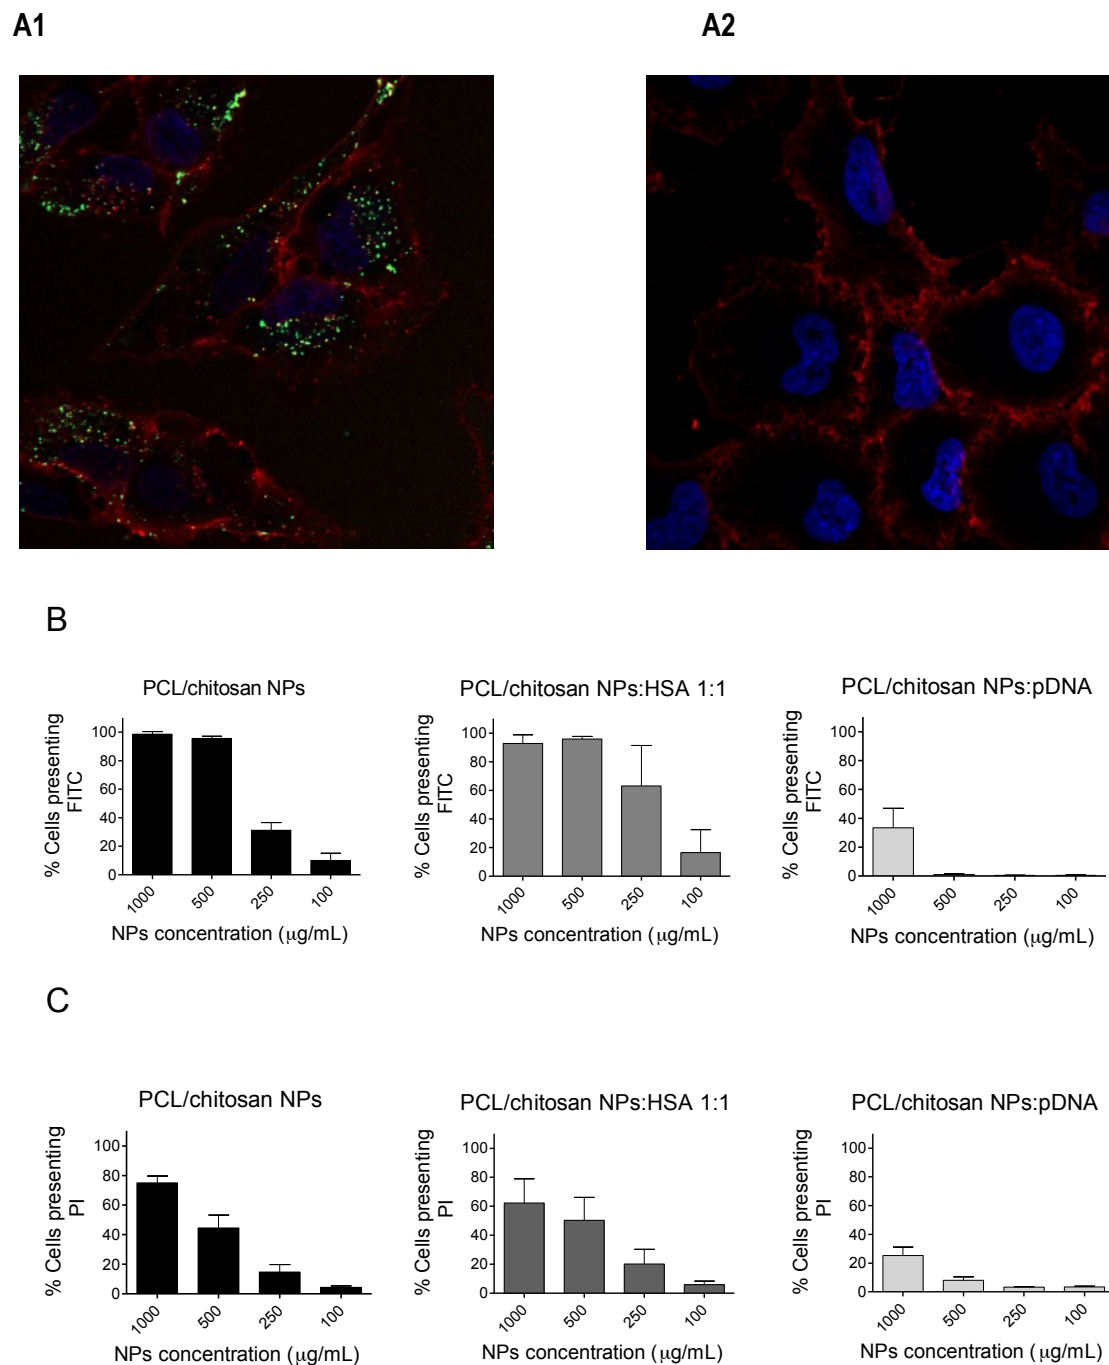 A1
A2
B
PCL/chitosan NPs
% Cells presenting
FITC
100
80
60
40
20
0
1000
500
250
100
NPs concentration (μg/mL)
PCL/chitosan NPs:HSA 1:1
% Cells presenting
FITC
100
80
60
40
20
0
1000
500
250
100
NPs concentration (μg/mL)
PCL/chitosan NPs:pDNA
% Cells presenting
FITC
100
80
60
40
20
0
1000
500
250
100
NPs concentration (μg/mL)
C
PCL/chitosan NPs
% Cells presenting
PI
100
80
60
40
20
0
1000
500
250
100
NPs concentration (μg/mL)
PCL/chitosan NPs:HSA 1:1
% Cells presenting
PI
100
80
60
40
20
0
1000
500
250
100
NPs concentration (μg/mL)
PCL/chitosan NPs:pDNA
% Cells presenting
PI
100
80
60
40
20
0
1000
500
250
100
NPs concentration (μg/mL)